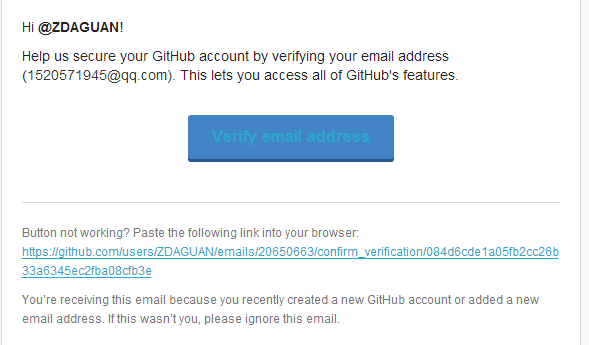 Hi @ZDAGUAN!
Help us secure your GitHub account by verifying your email address
(1520571945@qq.com). This lets you access all of GitHub's features.
Verify email address
Button not working? Paste the following link into your browser:
https://github.com/users/ZDAGUAN/emails/20650663/confirm_verification/084d6cde1a05fb2cc26b
33a6345ec2fba08cfb3e
You’re receiving this email because you recently created a new GitHub account or added a new
email address. If this wasn’t you, please ignore this email.